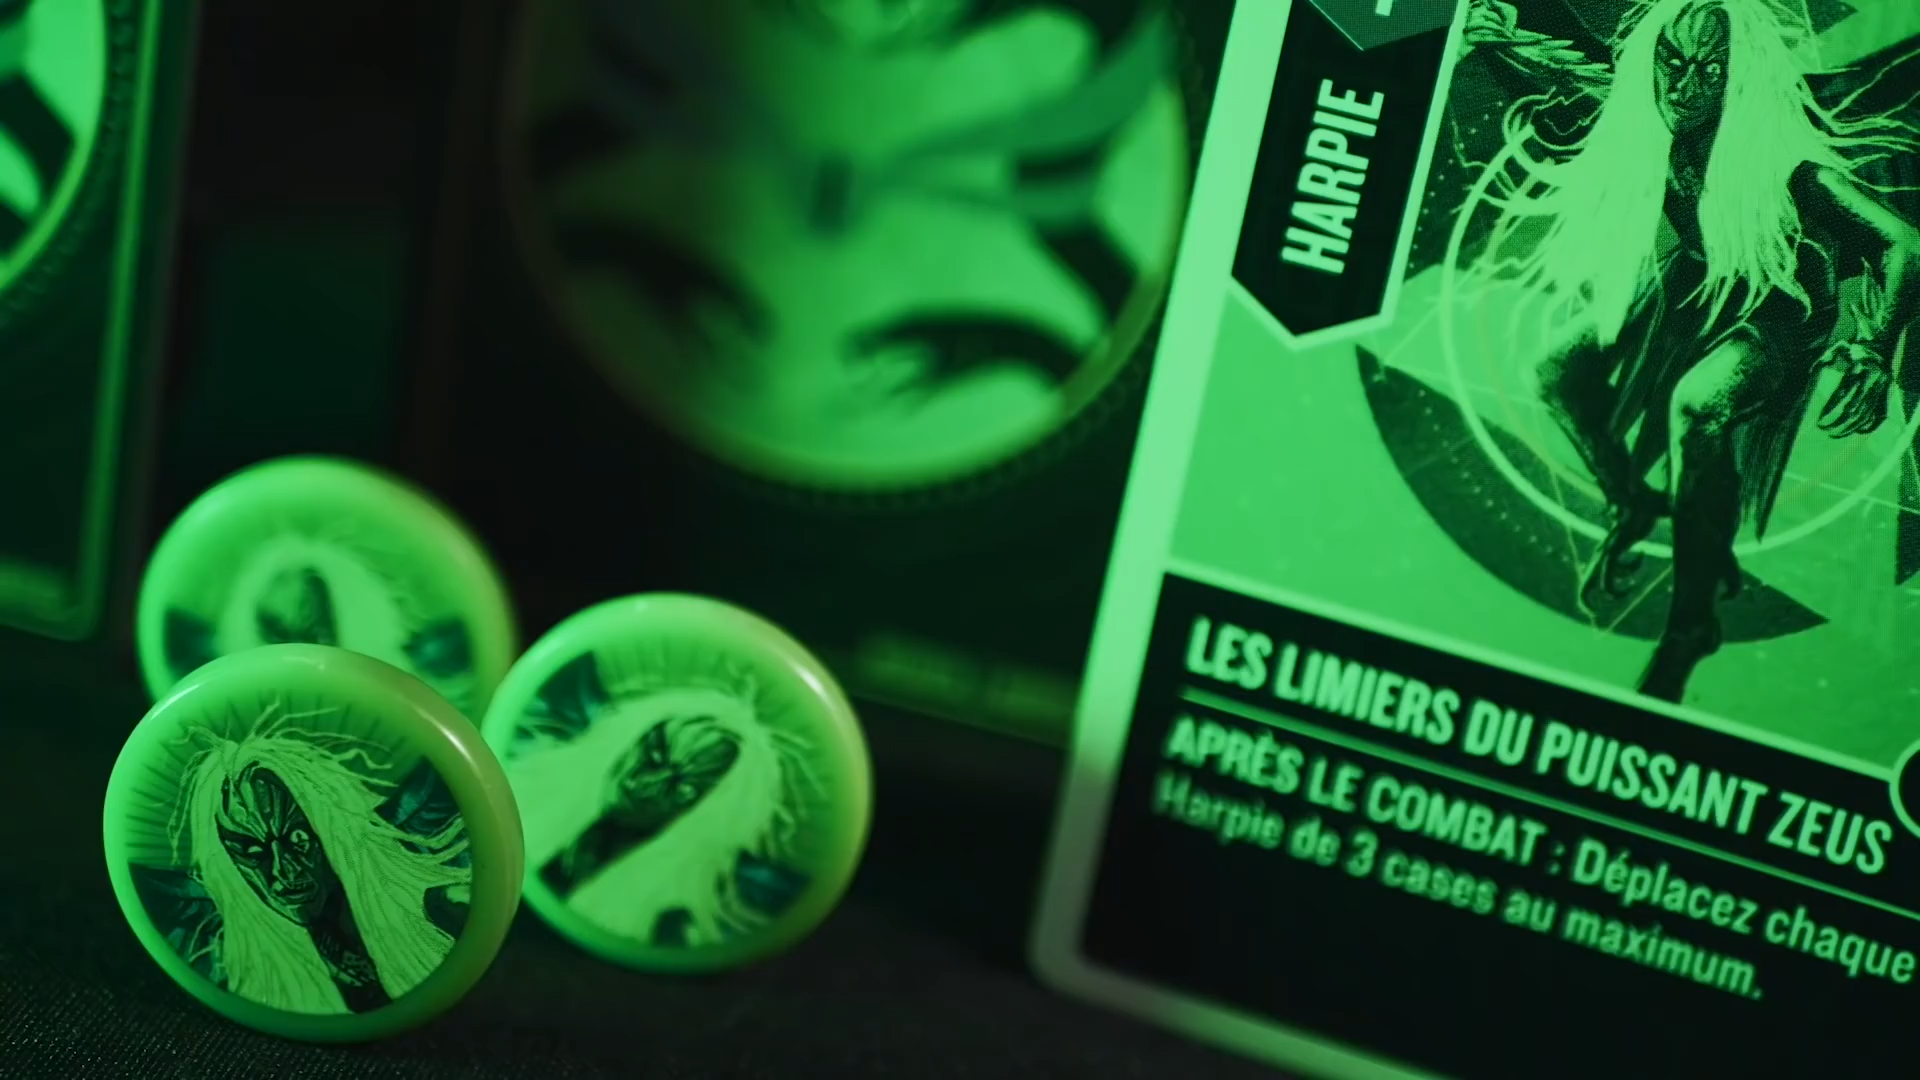 HARPIE
LES LIMIERS DU PUISSANT ZEUS
APRÈS LE COMBAT : Déplacez chaque
Harpie de 3 cases au maximum.